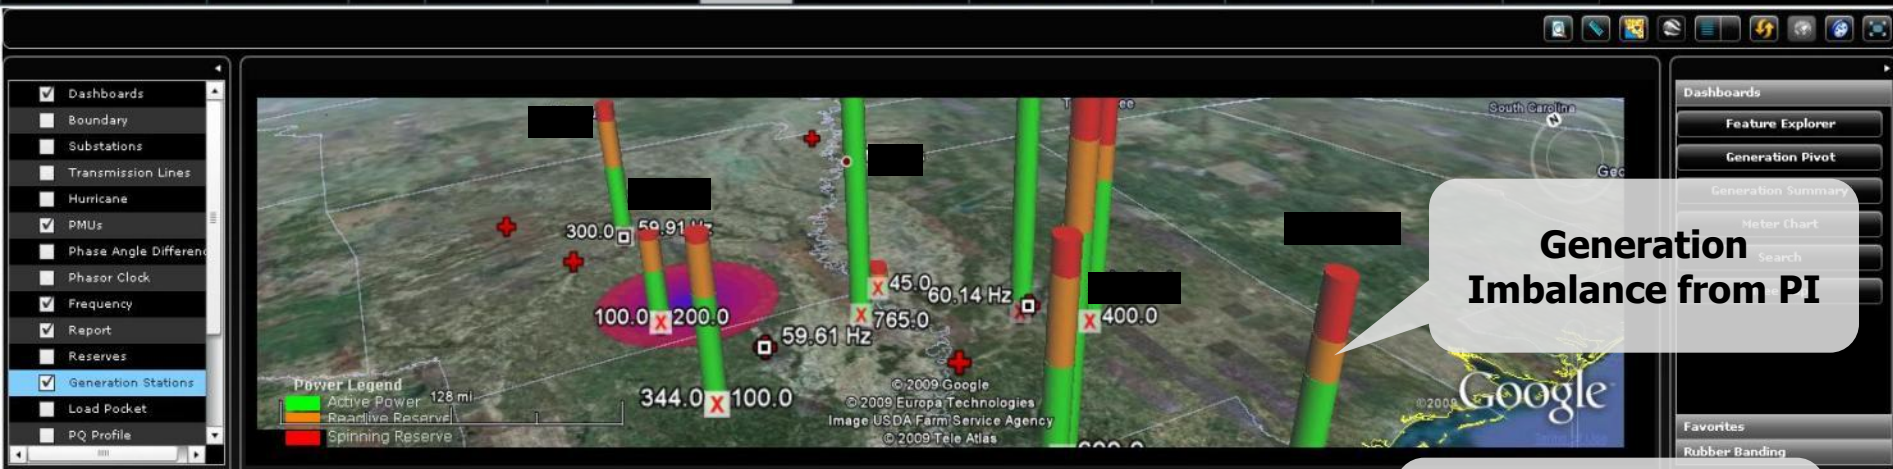 Dashboards
Boundary
Substations
Transmission Lines
Hurricane
PMUs
Phase Angle Differenc
Phasor Clock
Frequency
Report
Reserves
Generation Stations
Load Pocket
PQ Profile
South Carolina
N
300.0
59.91 Hz
100.0
X
200.0
X
45.0
X
765.0
60.14 Hz
X
400.0
59.61 Hz
344.0
X
100.0
Power Legend
Active Power
128 mi
Readlive Reserve
Spinning Reserve
© 2009 Google
© 2009 Europa Technologies
Image USDA Farm Service Agency
© 2009 Tele Atlas
©2009 Google
Dashboards
Feature Explorer
Generation Pivot
Generation Summary
Meter Chart
Search
Generation
Imbalance from PI
Favorites
Rubber Banding